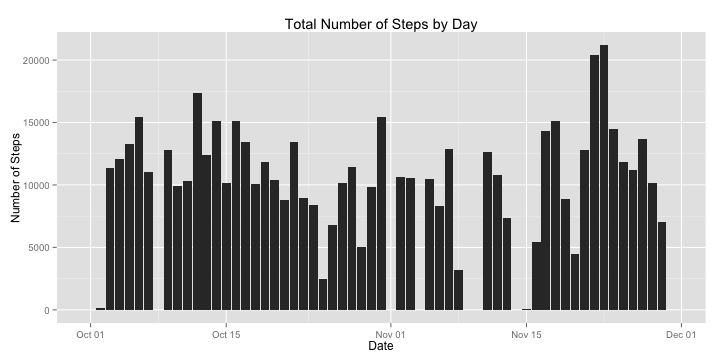 Total Number of Steps by Day
Number of Steps
20000
15000
10000
5000
0
Oct 01
Oct 15
Nov 01
Nov 15
Dec 01
Date